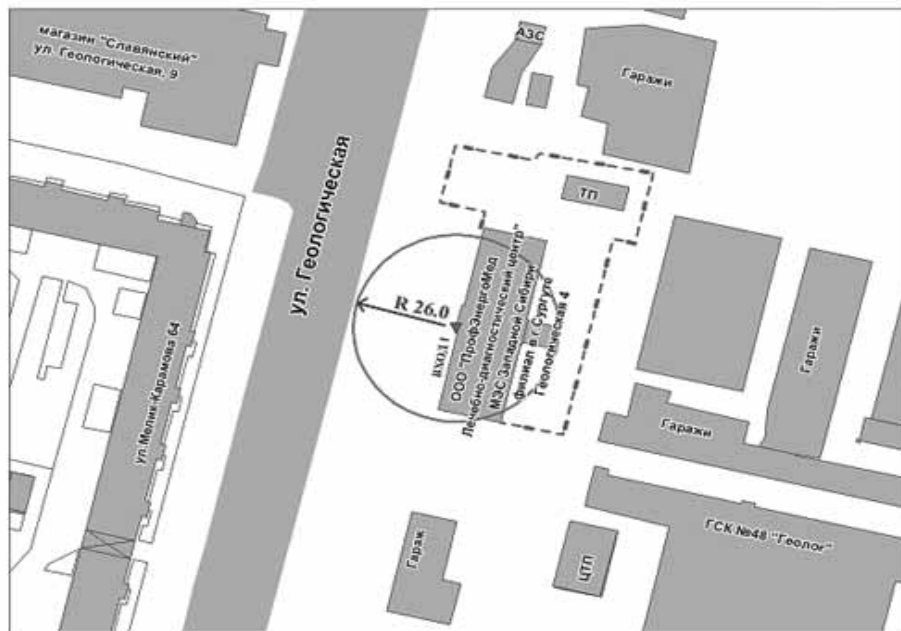 магазин "Славянский"
ул. Геологическая, 9
АЗС
Гаражи
ул. Геологическая
ТП
R 26.0
ВХОД 1
ООО "ПрофЭнергоМед
Лечебно-диагностический центр"
МЭС Западной Сибири
Филиал в г. Сургуте
Геологическая 4
ул.Мелик-Карамова 64
Гаражи
Гаражи
ГСК №48 "Геолог"
Гараж
ЦТП